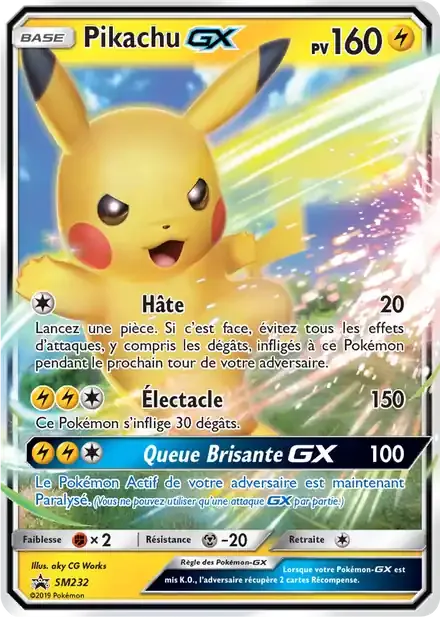 BASE Pikachu GX PV160
Hâte 20
Lancez une pièce. Si c'est face, évitez tous les effets
d'attaques, y compris les dégâts, infligés à ce Pokémon
pendant le prochain tour de votre adversaire.
Électacle 150
Ce Pokémon s'inflige 30 dégâts.
Queue Brisante GX 100
Le Pokémon Actif de votre adversaire est maintenant
Paralysé. (Vous ne pouvez utiliser qu'une attaque GX par partie.)
Faiblesse ×2 Résistance -20 Retraite
Illus. aky CG Works
Règle des Pokémon-GX
Lorsque votre Pokémon-GX est
mis K.O., l'adversaire récupère 2 cartes Récompense.
PROMO SM232
©2019 Pokémon